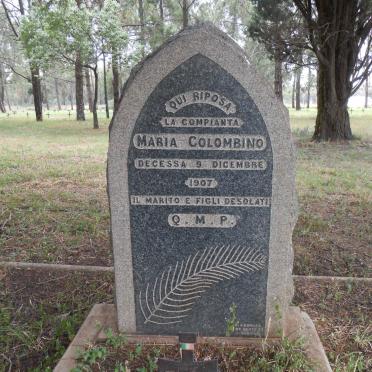 QUI RIPOSA
LA COMPIANTA
MARIA COLOMBINO
DECESSA 9 DICEMBRE
1907
IL MARITO E FIGLI DESOLATI
Q. M. P.